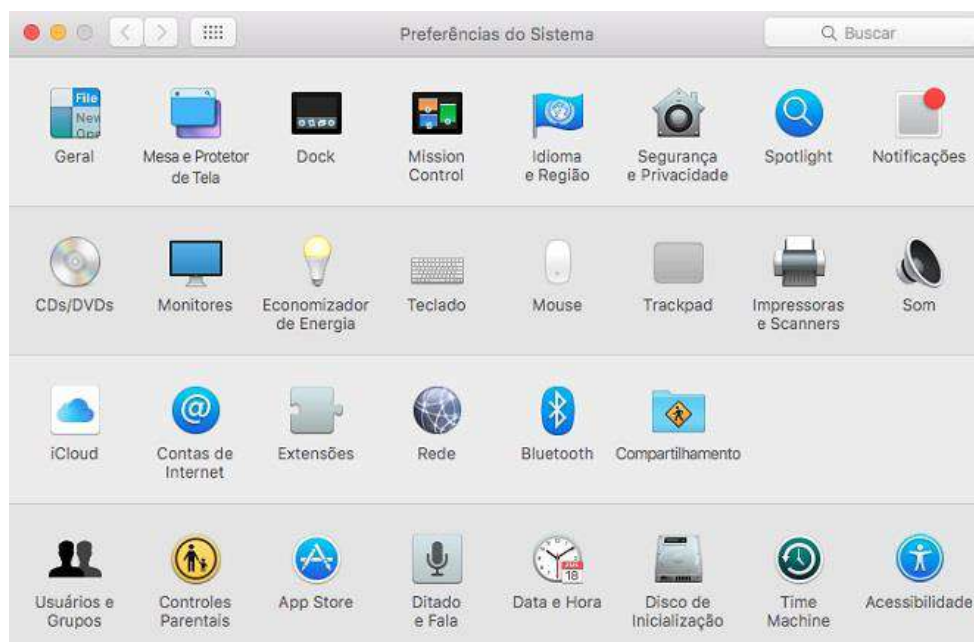 Preferências do Sistema
Buscar
File
New
Ope
Geral
Mesa e Protetor
de Tela
Dock
Mission
Control
Idioma
e Região
Segurança
e Privacidade
Spotlight
Notificações
CDs/DVDs
Monitores
Economizador
de Energia
Teclado
Mouse
Trackpad
Impressoras
e Scanners
Som
iCloud
@
Contas de
Internet
Extensões
Rede
Bluetooth
Compartilhamento
Usuários e
Grupos
Controles
Parentais
App Store
Ditado
e Fala
JUL
18
Data e Hora
Disco de
Inicialização
Time
Machine
Acessibilidade